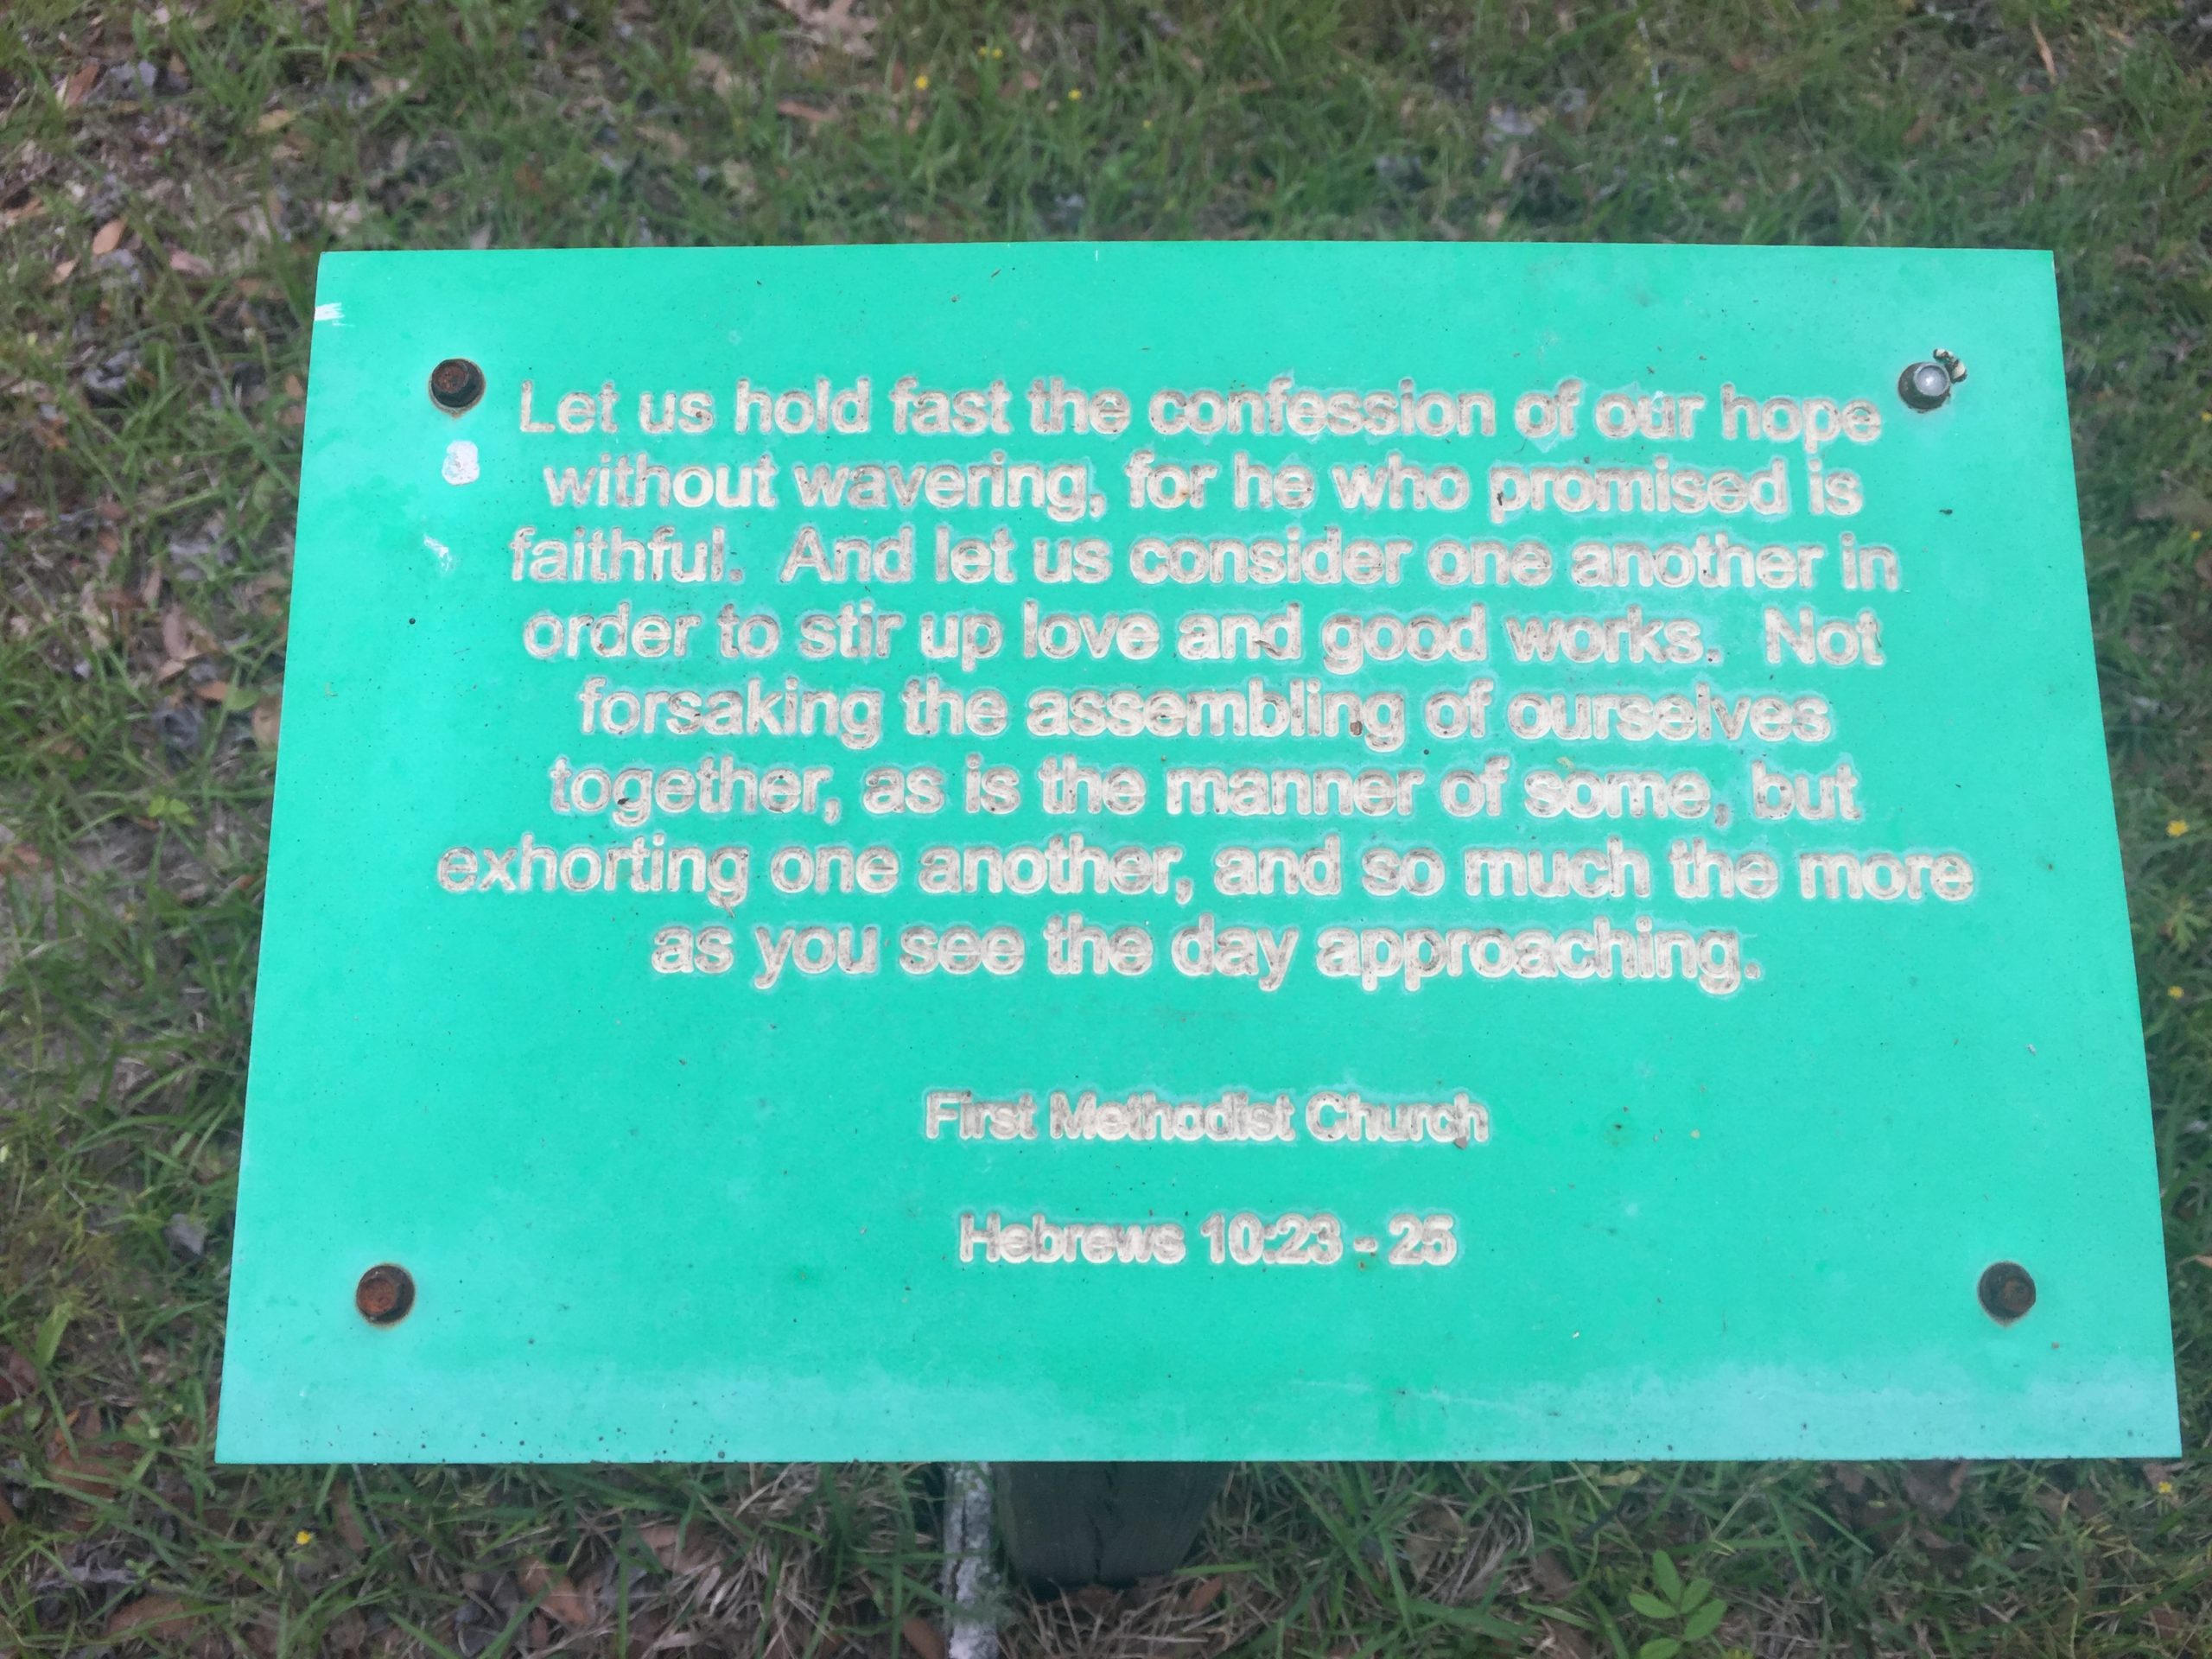 Let us hold fast the confession of our hope
without wavering, for he who promised is
faithful.  And let us consider one another in
order to stir up love and good works.  Not
forsaking the assembling of ourselves
together, as is the manner of some, but
exhorting one another, and so much the more
as you see the day approaching.
First Methodist Church
Hebrews 10:23 - 25